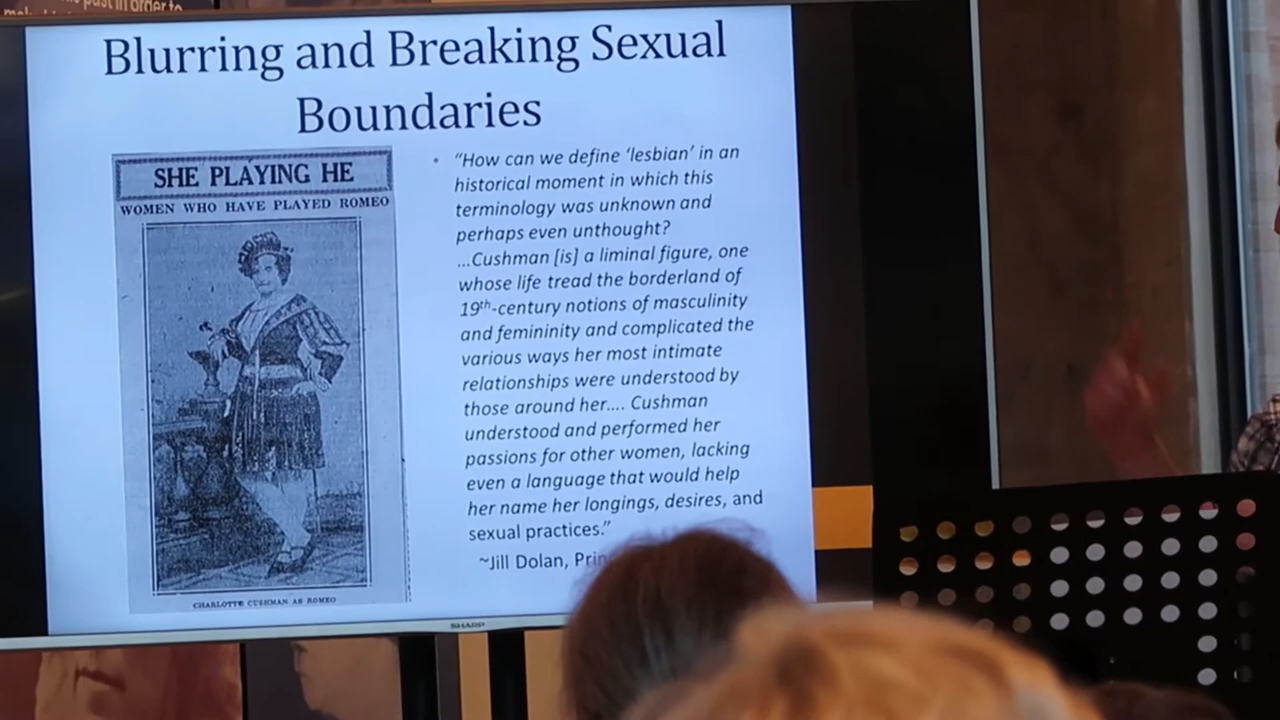 past in order to
Blurring and Breaking Sexual
Boundaries
SHE PLAYING HE
WOMEN WHO HAVE PLAYED ROMEO
CHARLOTTE CUSHMAN AS ROMEO
• “How can we define ‘lesbian’ in an
historical moment in which this
terminology was unknown and
perhaps even unthought?
...Cushman [is] a liminal figure, one
whose life tread the borderland of
19th-century notions of masculinity
and femininity and complicated the
various ways her most intimate
relationships were understood by
those around her.... Cushman
understood and performed her
passions for other women, lacking
even a language that would help
her name her longings, desires, and
sexual practices.”
~Jill Dolan,
SHARP